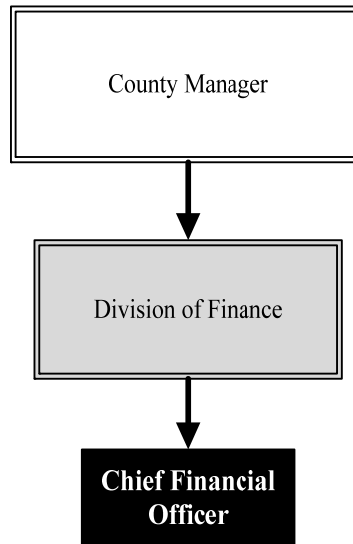 County Manager
Division of Finance
Chief Financial
Officer